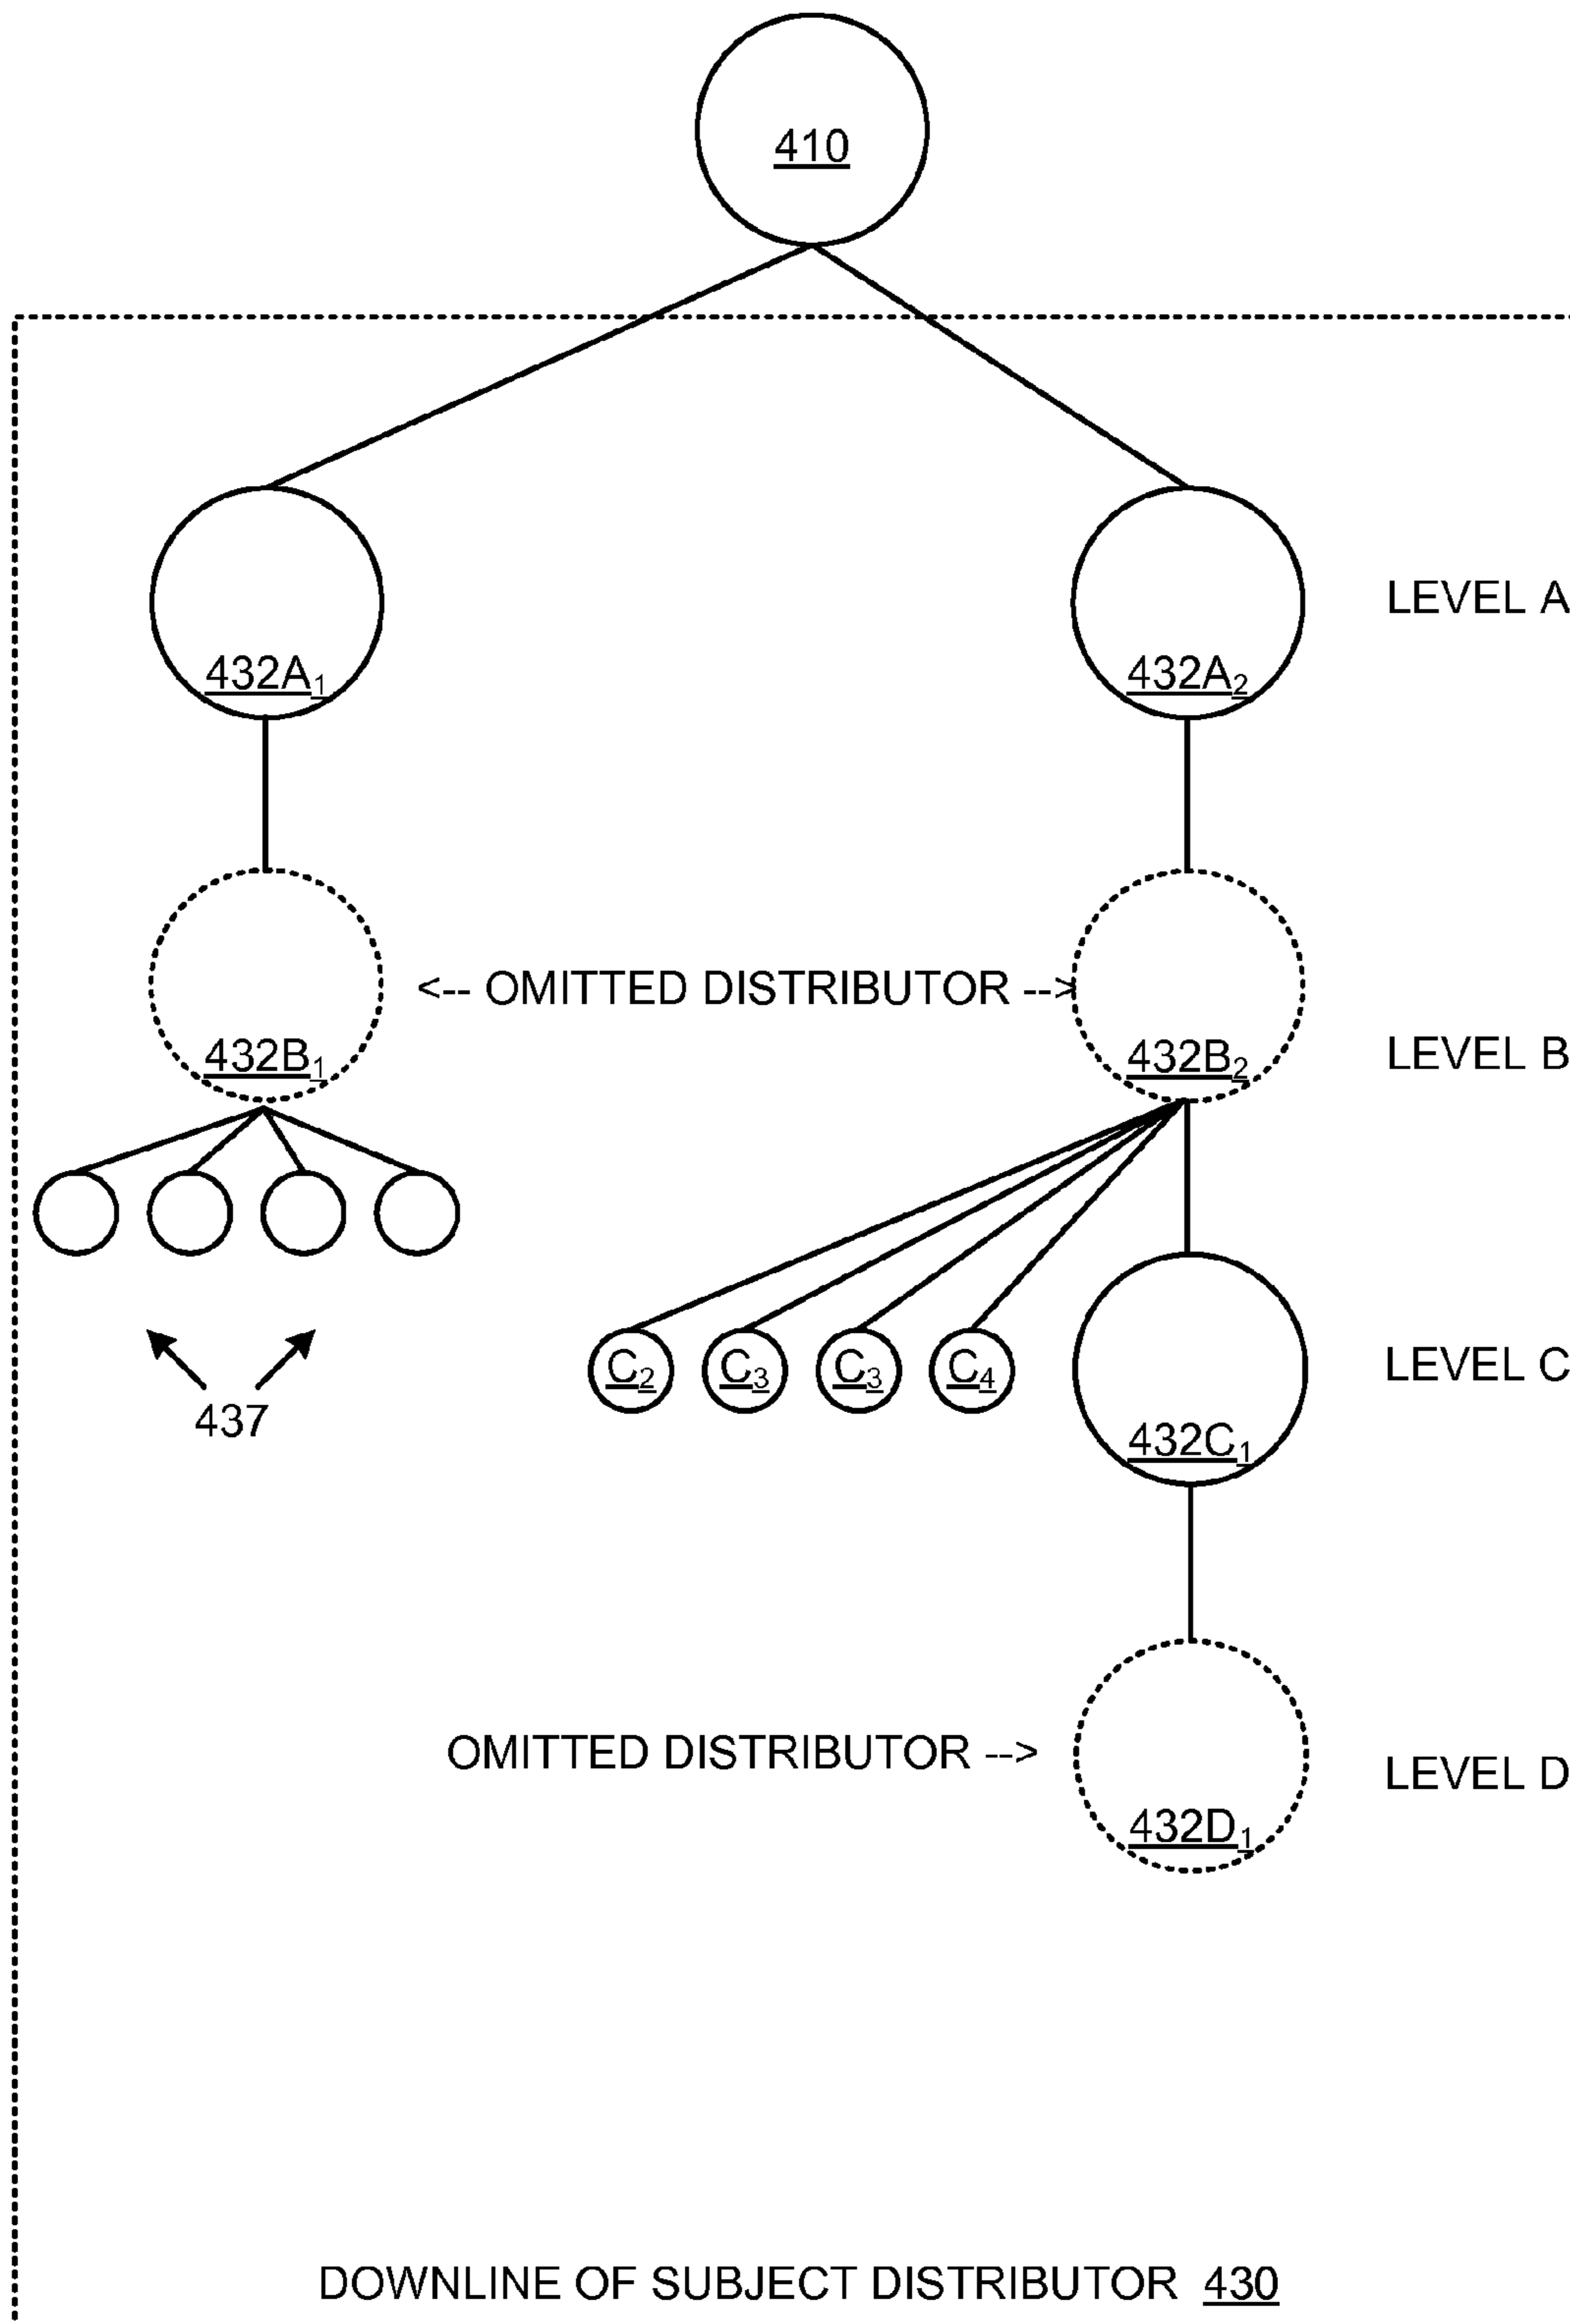 410
432A₁
432A₂
LEVEL A
<-- OMITTED DISTRIBUTOR -->
432B₁
432B₂
LEVEL B
C₂
C₃
C₃
C₄
LEVEL C
437
432C₁
OMITTED DISTRIBUTOR -->
LEVEL D
432D₁
DOWNLINE OF SUBJECT DISTRIBUTOR 430